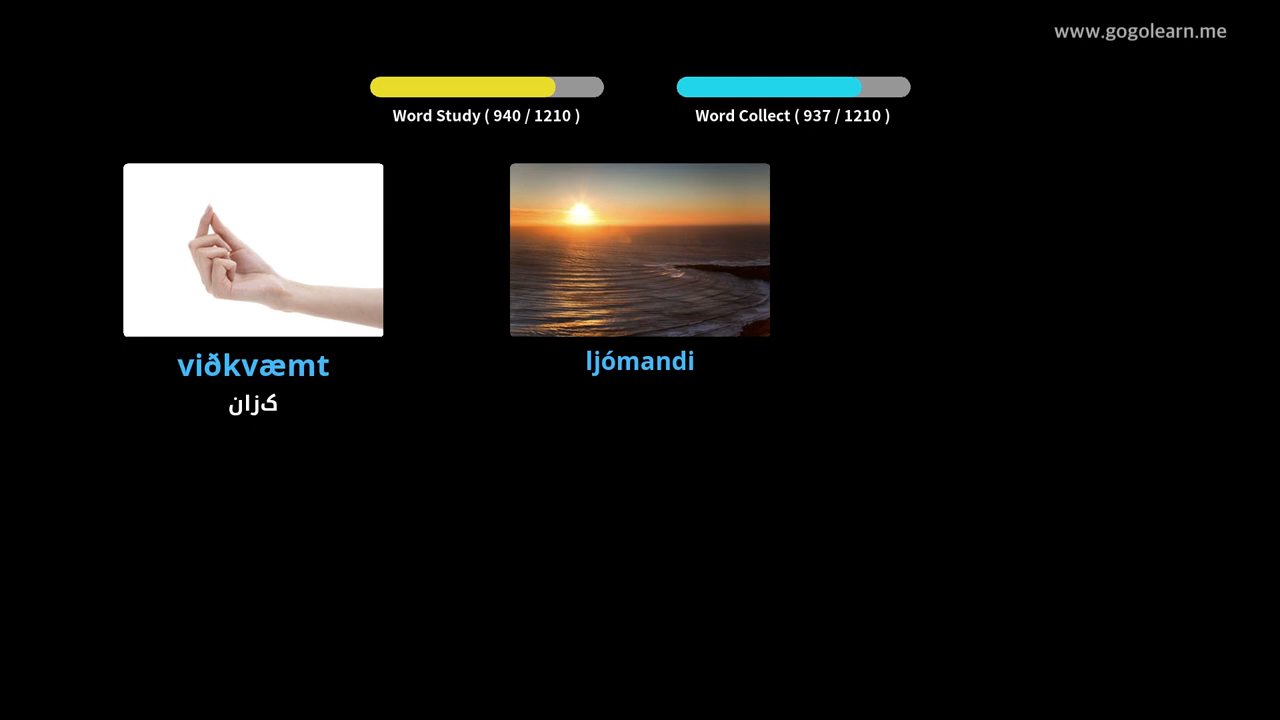 www.gogolearn.me
Word Study ( 940 / 1210 )
Word Collect ( 937 / 1210 )
viðkvæmt
کزان
ljómandi